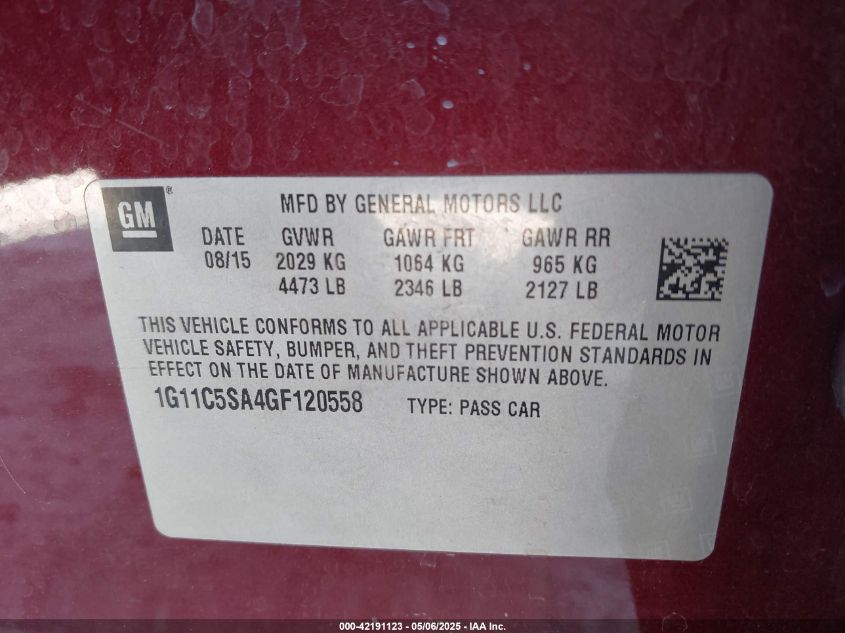 GM®
MFD BY GENERAL MOTORS LLC
DATE GVWR GAWR FRT GAWR RR
08/15 2029 KG 1064 KG 965 KG
4473 LB 2346 LB 2127 LB
THIS VEHICLE CONFORMS TO ALL APPLICABLE U.S. FEDERAL MOTOR
VEHICLE SAFETY, BUMPER, AND THEFT PREVENTION STANDARDS IN
EFFECT ON THE DATE OF MANUFACTURE SHOWN ABOVE.
1G11C5SA4GF120558 TYPE: PASS CAR
000-42191123 - 05/06/2025 - IAA Inc.